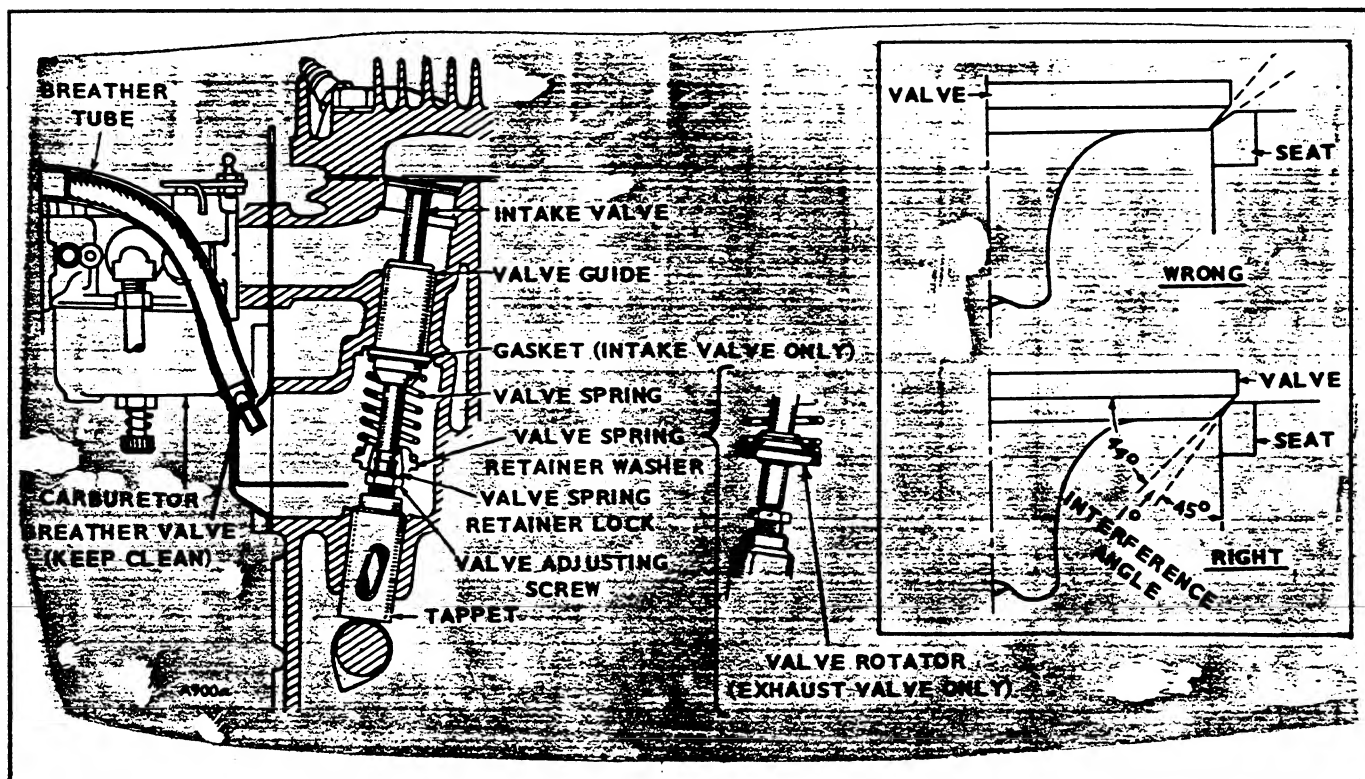 BREATHER
TUBE
INTAKE VALVE
VALVE GUIDE
GASKET (INTAKE VALVE ONLY)
VALVE SPRING
VALVE SPRING
RETAINER WASHER
VALVE SPRING
RETAINER LOCK
VALVE ADJUSTING
SCREW
TAPPET
CARBURETOR
BREATHER VALVE
(KEEP CLEAN)
A900a
VALVE ROTATOR
(EXHAUST VALVE ONLY)
VALVE
SEAT
WRONG
VALVE
SEAT
44°
1°
45°
INTERFERENCE
ANGLE
RIGHT